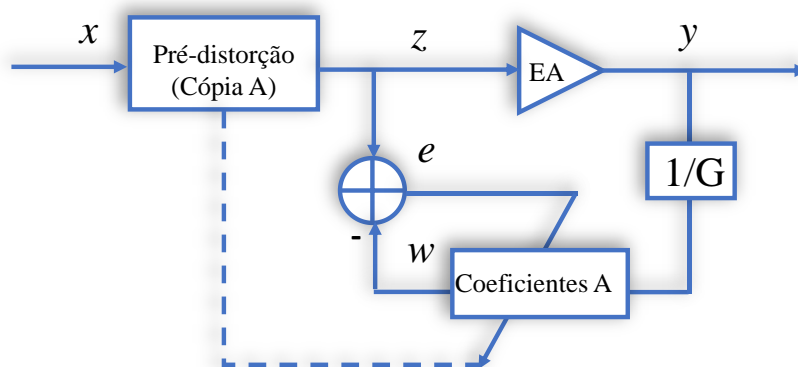 x
Pré-distorção
(Cópia A)
z
EA
y
e
1/G
-
w
Coeficientes A